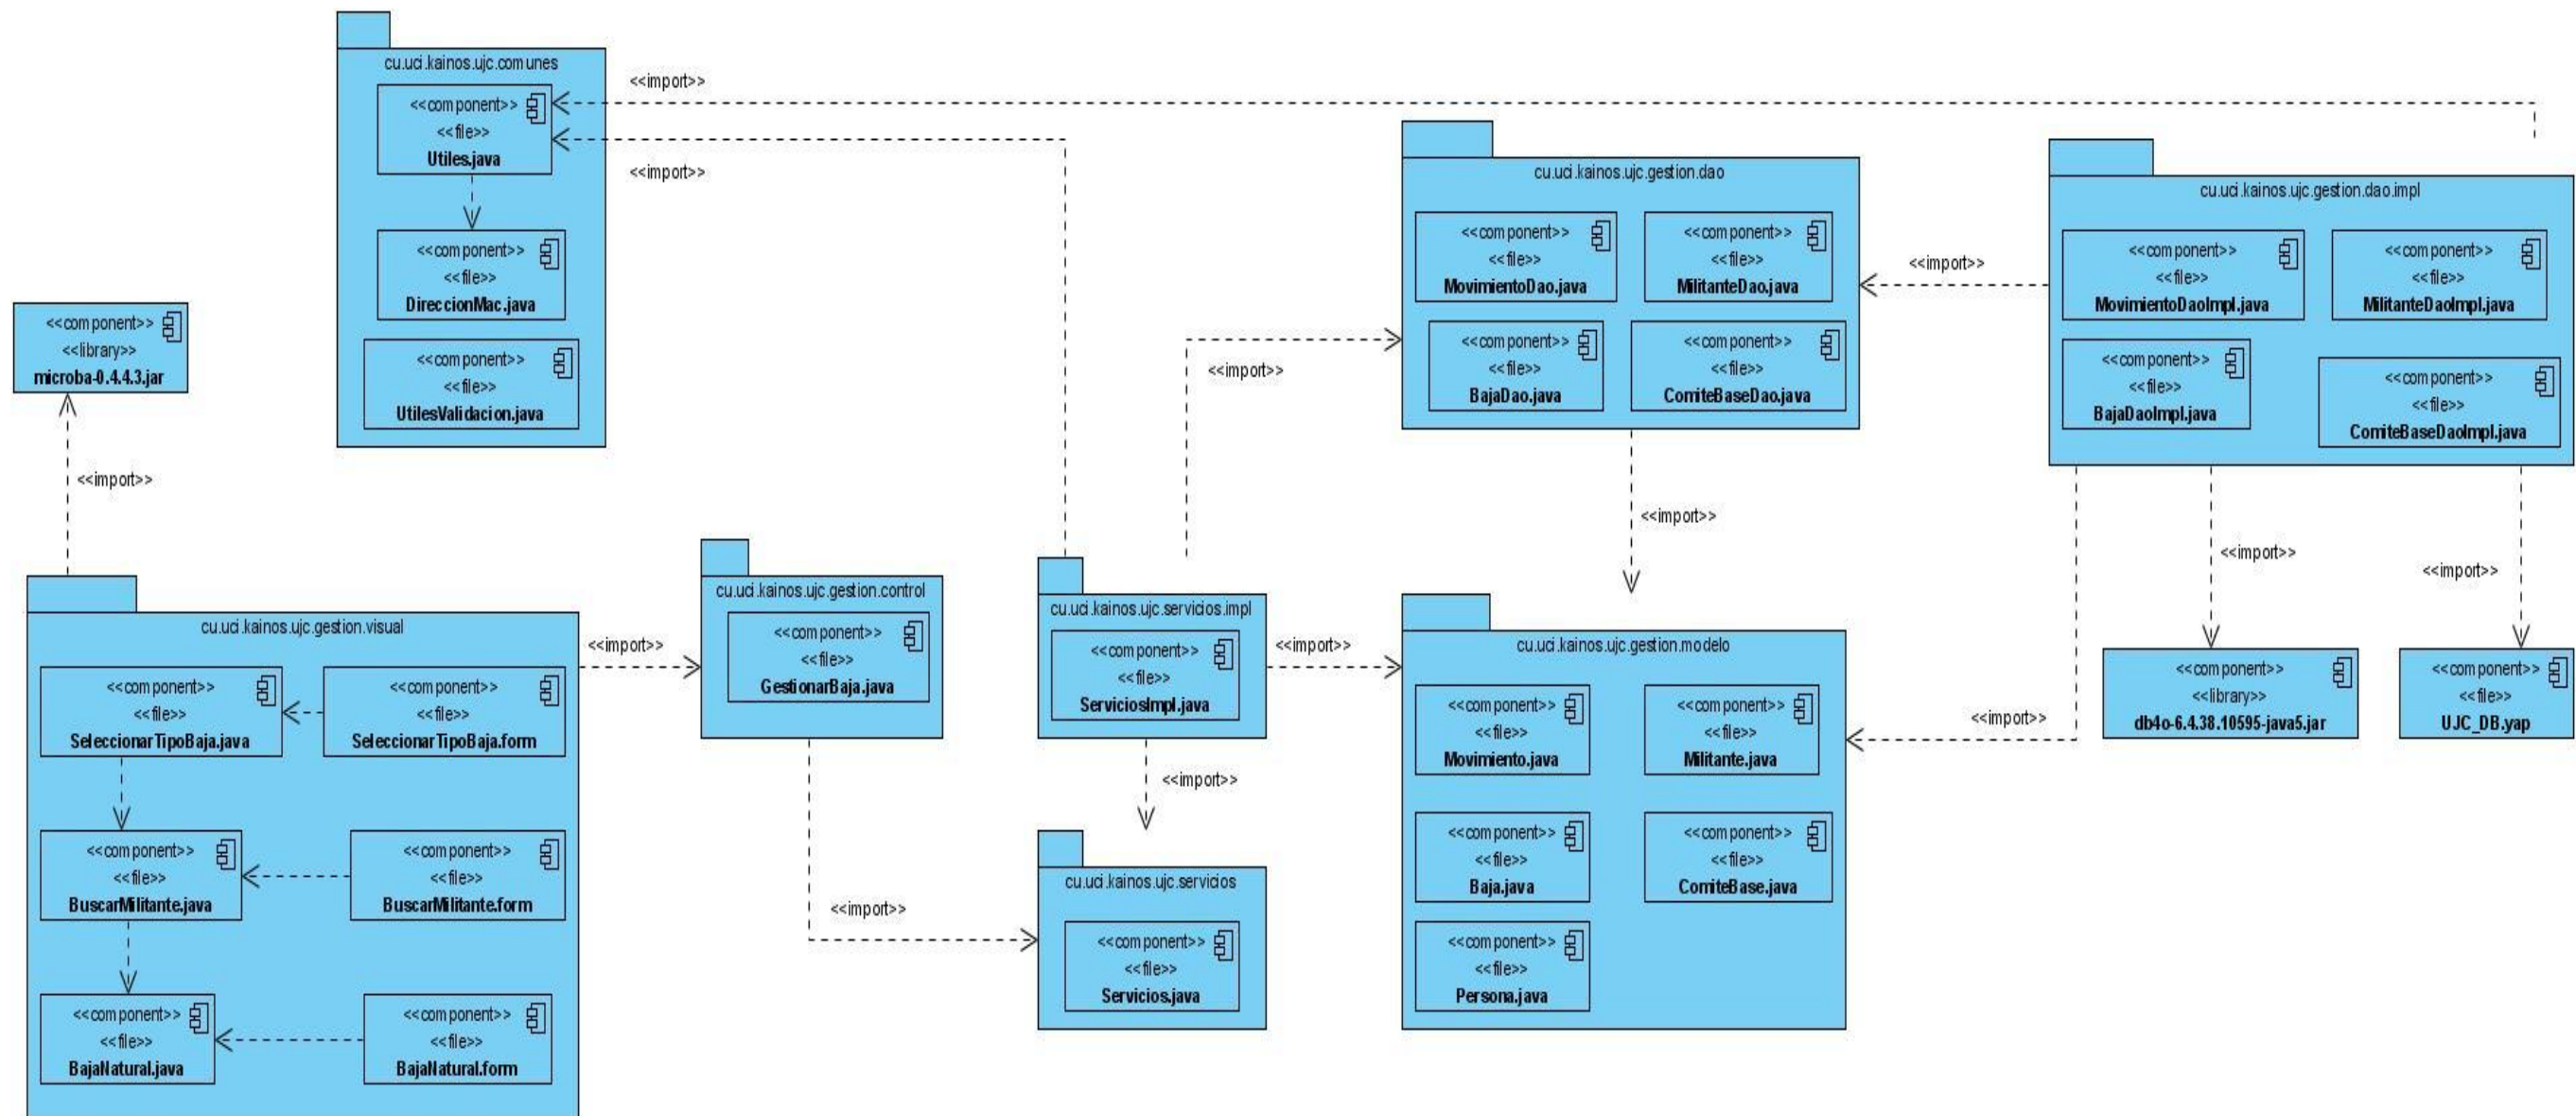 cu.uci.kainos.ujc.comunes
<<component>>
<<file>>
Utiles.java
<<component>>
<<file>>
DireccionMac.java
<<component>>
<<file>>
UtilesValidacion.java
<<import>>
<<import>>
<<component>>
<<library>>
microba-0.4.4.3.jar
<<import>>
cu.uci.kainos.ujc.gestion.dao
<<component>>
<<file>>
MovimientoDao.java
<<component>>
<<file>>
MilitanteDao.java
<<component>>
<<file>>
BajaDao.java
<<component>>
<<file>>
ComiteBaseDao.java
<<import>>
<<import>>
<<import>>
cu.uci.kainos.ujc.gestion.dao.impl
<<component>>
<<file>>
MovimientoDaoImpl.java
<<component>>
<<file>>
MilitanteDaoImpl.java
<<component>>
<<file>>
BajaDaoImpl.java
<<component>>
<<file>>
ComiteBaseDaoImpl.java
<<import>>
<<import>>
<<import>>
cu.uci.kainos.ujc.gestion.visual
<<component>>
<<file>>
SeleccionarTipoBaja.java
<<component>>
<<file>>
SeleccionarTipoBaja.form
<<component>>
<<file>>
BuscarMilitante.java
<<component>>
<<file>>
BuscarMilitante.form
<<component>>
<<file>>
BajaNatural.java
<<component>>
<<file>>
BajaNatural.form
<<import>>
cu.uci.kainos.ujc.gestion.control
<<component>>
<<file>>
GestionarBaja.java
<<import>>
cu.uci.kainos.ujc.servicios.impl
<<component>>
<<file>>
ServiciosImpl.java
<<import>>
<<import>>
cu.uci.kainos.ujc.servicios
<<component>>
<<file>>
Servicios.java
cu.uci.kainos.ujc.gestion.modelo
<<component>>
<<file>>
Movimiento.java
<<component>>
<<file>>
Militante.java
<<component>>
<<file>>
Baja.java
<<component>>
<<file>>
ComiteBase.java
<<component>>
<<file>>
Persona.java
<<component>>
<<library>>
db4o-6.4.38.10595-java5.jar
<<component>>
<<file>>
UJC_DB.yap